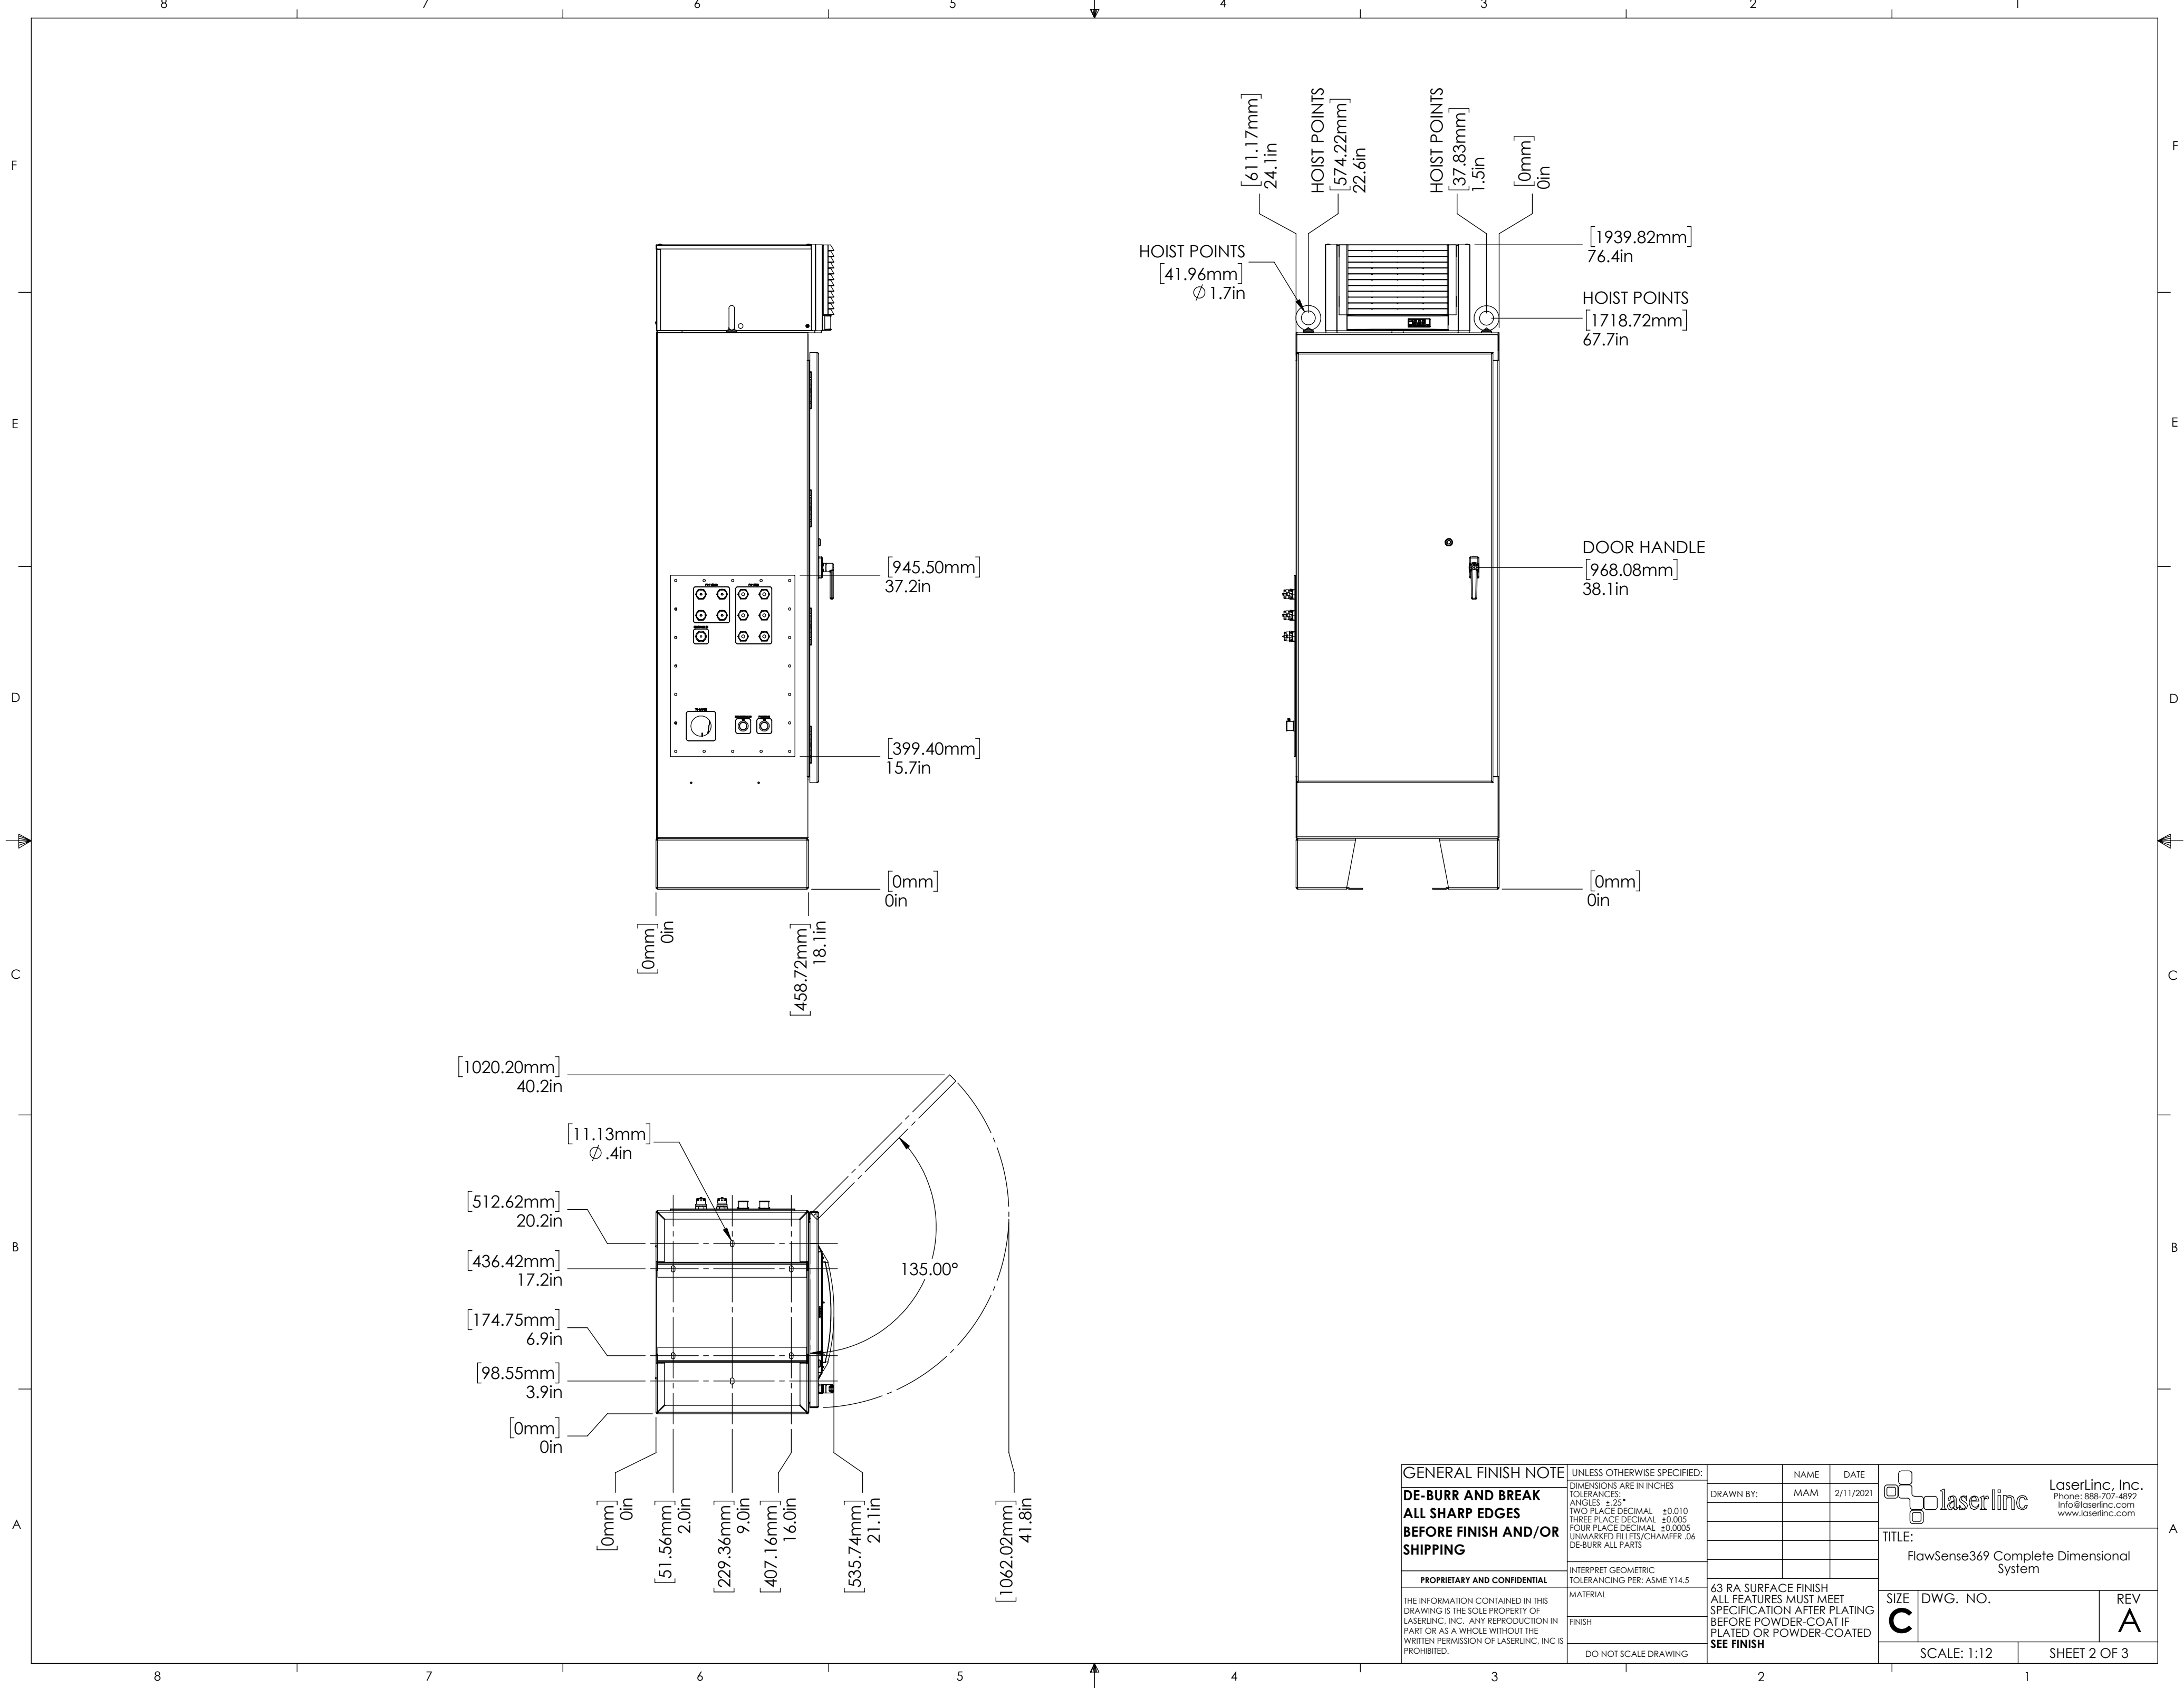 8 7 6 5 4 3 2 1
F
E
D
C
B
A
F
E
D
C
B
A
[611.17mm]
24.1in
HOIST POINTS
[574.22mm]
22.6in
HOIST POINTS
[37.83mm]
1.5in
[0mm]
0in
HOIST POINTS
[41.96mm]
∅ 1.7in
[1939.82mm]
76.4in
HOIST POINTS
[1718.72mm]
67.7in
DOOR HANDLE
[968.08mm]
38.1in
[0mm]
0in
[945.50mm]
37.2in
[399.40mm]
15.7in
[0mm]
0in
[0mm]
0in
[458.72mm]
18.1in
[1020.20mm]
40.2in
[11.13mm]
∅ .4in
[512.62mm]
20.2in
[436.42mm]
17.2in
[174.75mm]
6.9in
[98.55mm]
3.9in
[0mm]
0in
135.00°
[0mm]
0in
[51.56mm]
2.0in
[229.36mm]
9.0in
[407.16mm]
16.0in
[535.74mm]
21.1in
[1062.02mm]
41.8in
GENERAL FINISH NOTE
DE-BURR AND BREAK
ALL SHARP EDGES
BEFORE FINISH AND/OR
SHIPPING
PROPRIETARY AND CONFIDENTIAL
THE INFORMATION CONTAINED IN THIS
DRAWING IS THE SOLE PROPERTY OF
LASERLINC, INC. ANY REPRODUCTION IN
PART OR AS A WHOLE WITHOUT THE
WRITTEN PERMISSION OF LASERLINC, INC IS
PROHIBITED.
UNLESS OTHERWISE SPECIFIED:
DIMENSIONS ARE IN INCHES
TOLERANCES:
ANGLES ±.25°
TWO PLACE DECIMAL ±0.010
THREE PLACE DECIMAL ±0.005
FOUR PLACE DECIMAL ±0.0005
UNMARKED FILLETS/CHAMFER .06
DE-BURR ALL PARTS
INTERPRET GEOMETRIC
TOLERANCING PER: ASME Y14.5
MATERIAL
FINISH
DO NOT SCALE DRAWING
NAME DATE
DRAWN BY: MAM 2/11/2021
63 RA SURFACE FINISH
ALL FEATURES MUST MEET
SPECIFICATION AFTER PLATING
BEFORE POWDER-COAT IF
PLATED OR POWDER-COATED
SEE FINISH
laserlinc
LaserLinc, Inc.
Phone: 888-707-4892
Info@laserlinc.com
www.laserlinc.com
TITLE:
FlawSense369 Complete Dimensional
System
SIZE
C
DWG. NO.
REV
A
SCALE: 1:12
SHEET 2 OF 3
8 7 6 5 4 3 2 1